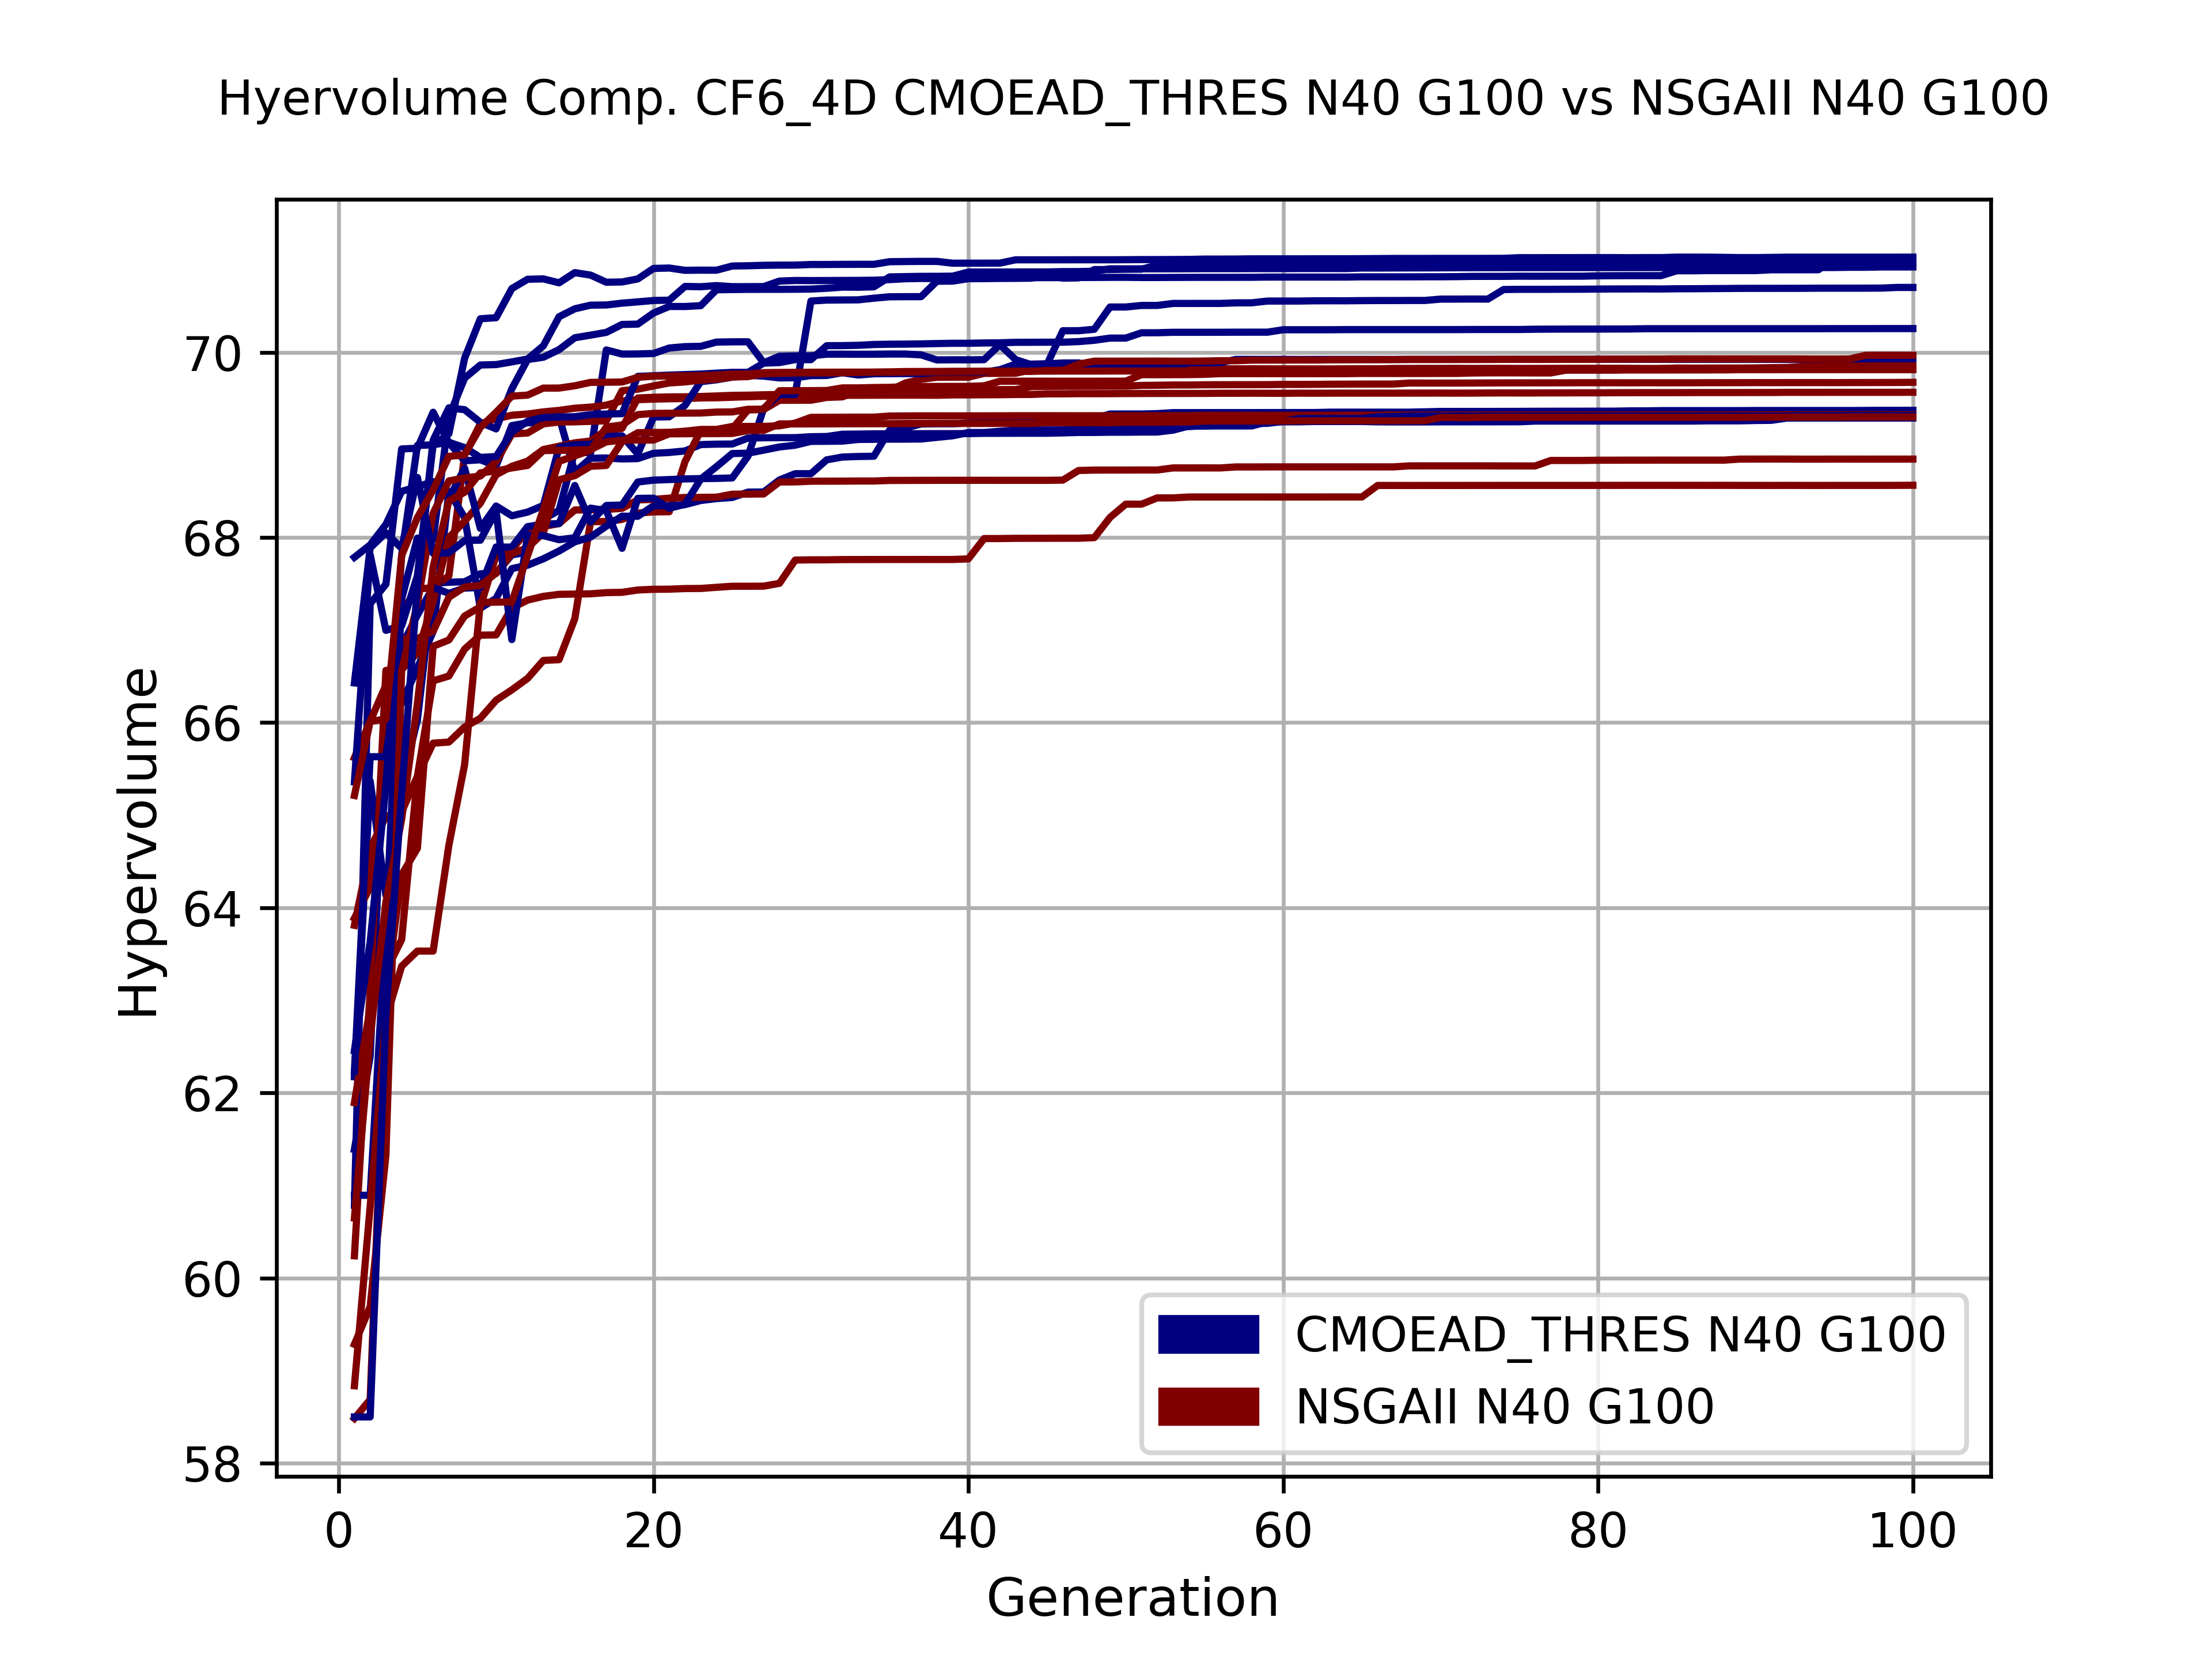 Hyervolume Comp. CF6_4D CMOEAD_THRES N40 G100 vs NSGAII N40 G100
Hypervolume
70
68
66
64
62
60
58
0 20 40 60 80 100
Generation
CMOEAD_THRES N40 G100
NSGAII N40 G100